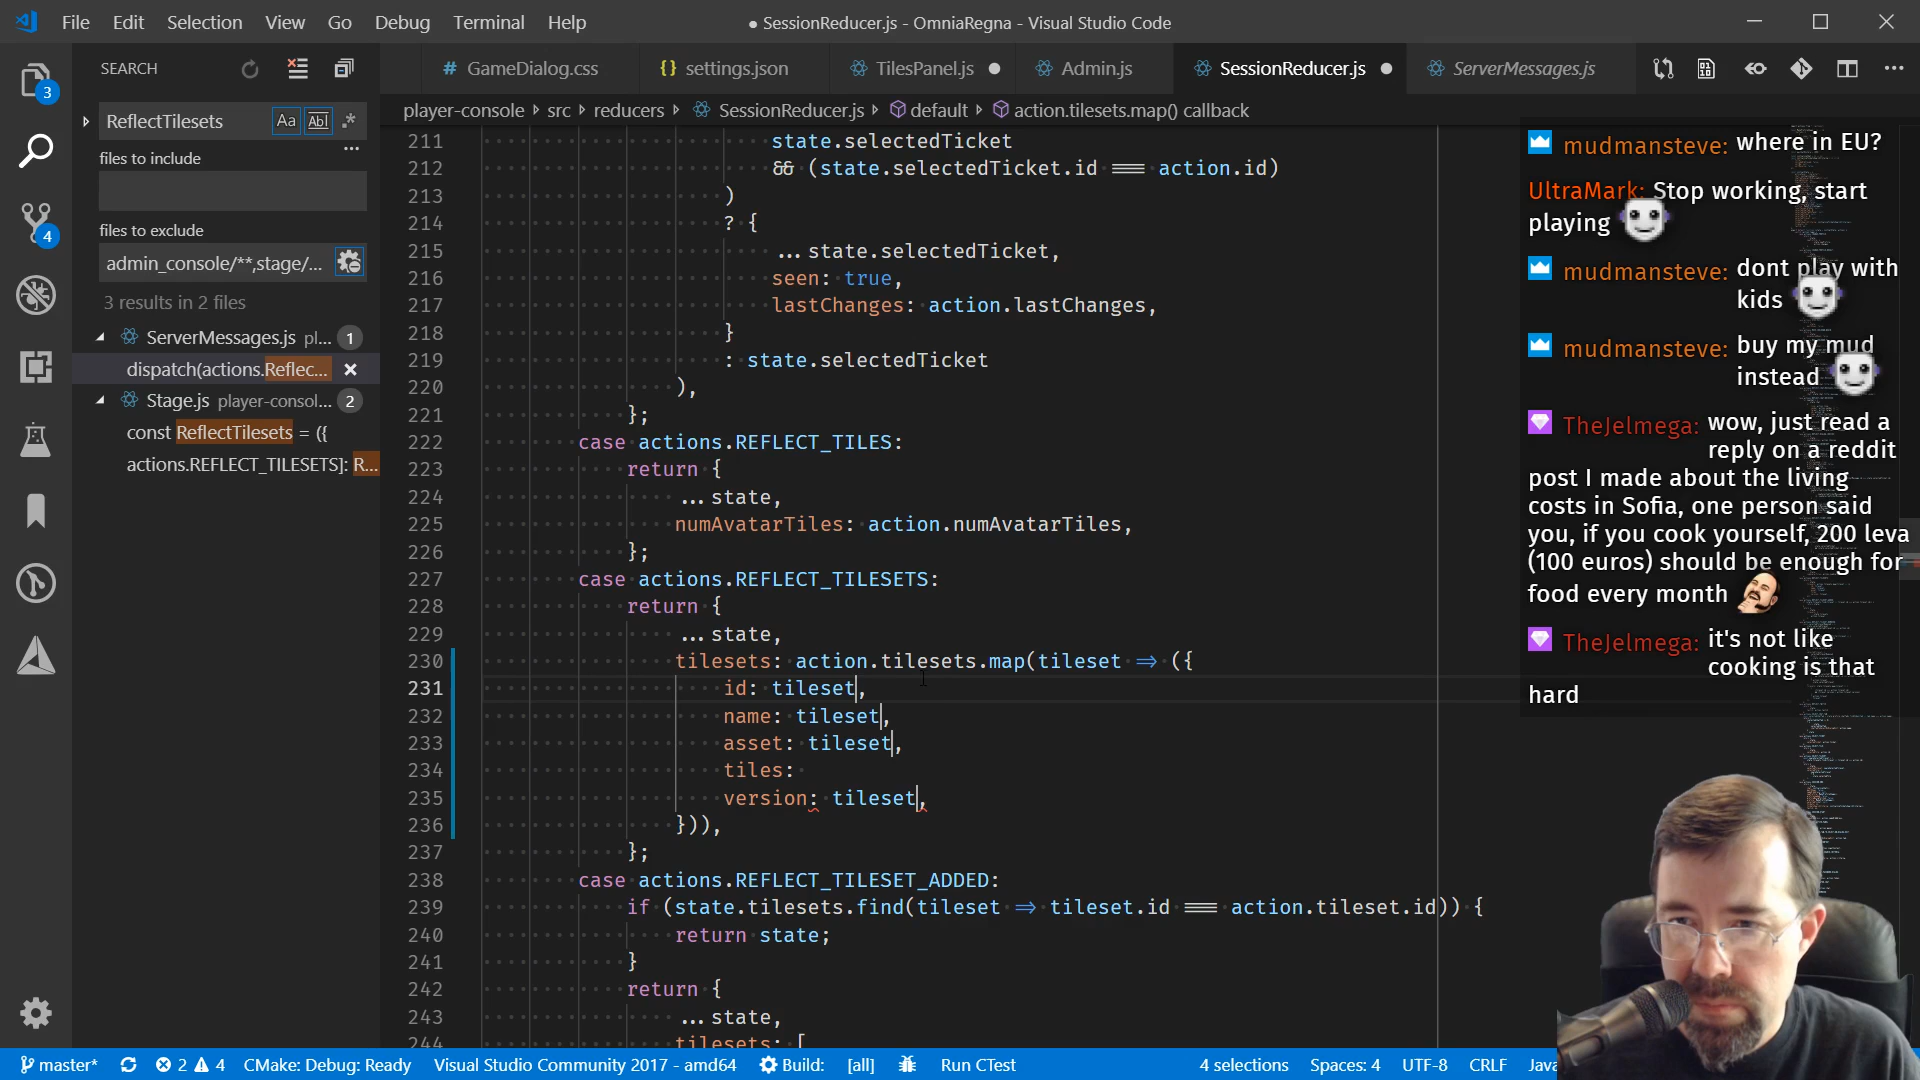 File Edit Selection View Go Debug Terminal Help
● SessionReducer.js - OmniaRegna - Visual Studio Code
SEARCH
# GameDialog.css
{} settings.json
TilesPanel.js ●
Admin.js
SessionReducer.js ●
ServerMessages.js
player-console › src › reducers › SessionReducer.js › default › action.tilesets.map() callback
3
4
ReflectTilesets
Aa
Abl
.*
files to include
...
files to exclude
admin_console/**,stage/...
3 results in 2 files
ServerMessages.js pl... 1
dispatch(actions.Reflec...
Stage.js player-consol... 2
const ReflectTilesets = ({
actions.REFLECT_TILESETS]: R...
211 state.selectedTicket
212 && (state.selectedTicket.id === action.id)
213 )
214 ? {
215 ...state.selectedTicket,
216 seen: true,
217 lastChanges: action.lastChanges,
218 }
219 : state.selectedTicket
220 ),
221 };
222 case actions.REFLECT_TILES:
223 return {
224 ...state,
225 numAvatarTiles: action.numAvatarTiles,
226 };
227 case actions.REFLECT_TILESETS:
228 return {
229 ...state,
230 tilesets: action.tilesets.map(tileset => ({
231 id: tileset,
232 name: tileset,
233 asset: tileset,
234 tiles:
235 version: tileset,
236 })),
237 };
238 case actions.REFLECT_TILESET_ADDED:
239 if (state.tilesets.find(tileset => tileset.id === action.tileset.id)) {
240 return state;
241 }
242 return {
243 ...state,
244 tilesets: [
mudmansteve: where in EU?
UltraMark: Stop working, start
playing
mudmansteve: dont play with
kids
mudmansteve: buy my mud
instead
TheJelmega: wow, just read a
reply on a reddit
post I made about the living
costs in Sofia, one person said
you, if you cook yourself, 200 leva
(100 euros) should be enough for
food every month
TheJelmega: it's not like
cooking is that
hard
master* 2 4 CMake: Debug: Ready Visual Studio Community 2017 - amd64 Build: [all] Run CTest 4 selections Spaces: 4 UTF-8 CRLF